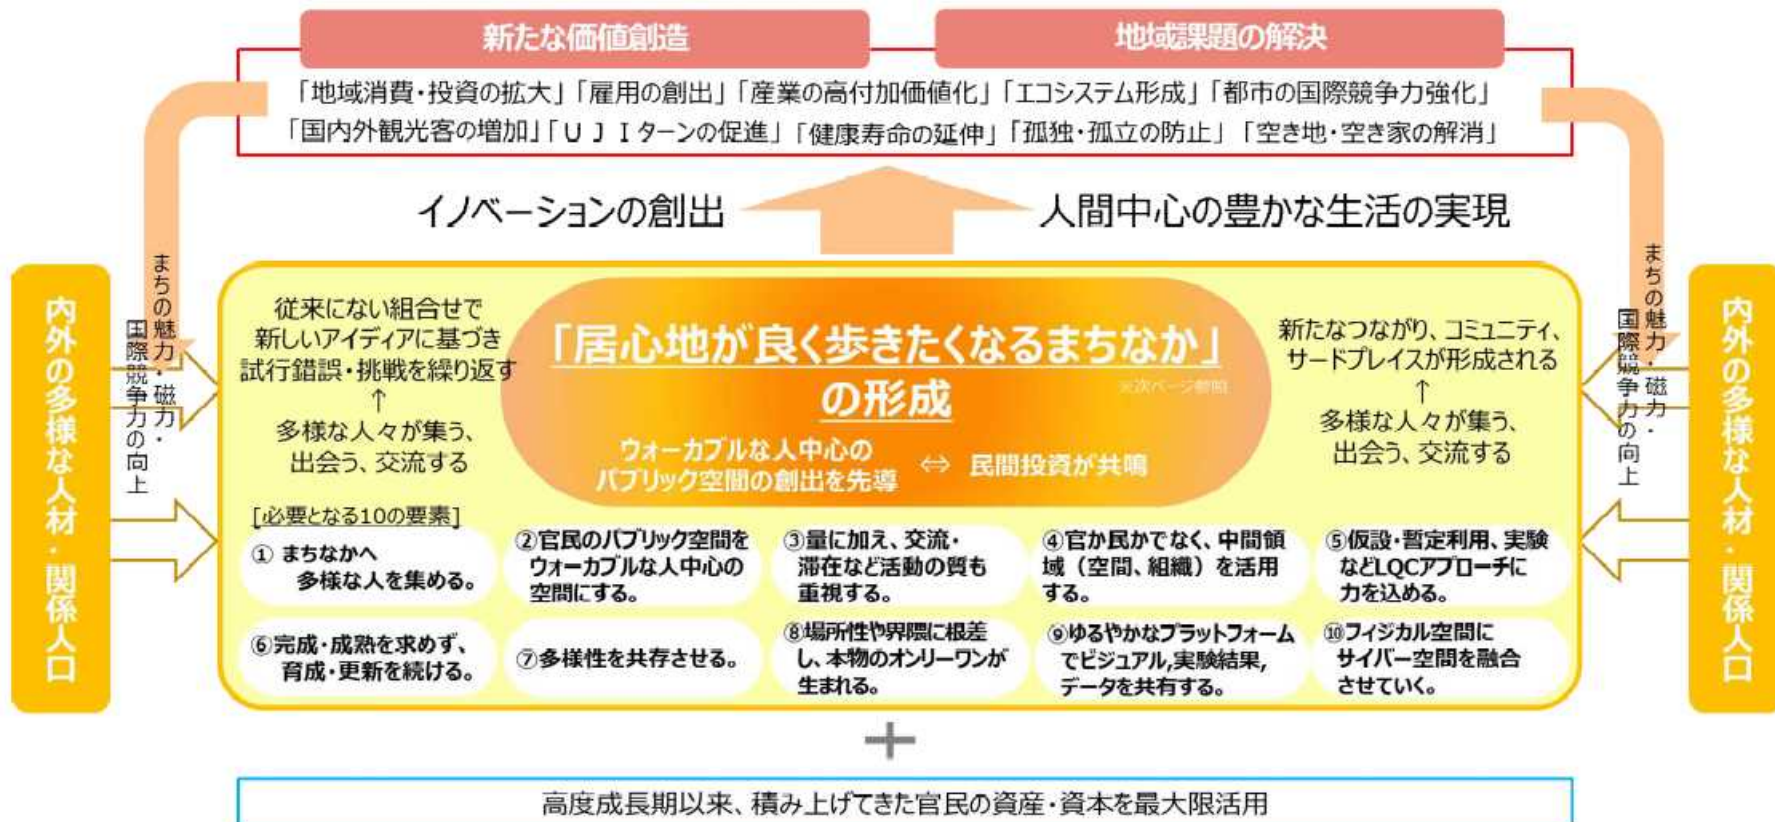 新たな価値創造
地域課題の解決
「地域消費・投資の拡大」「雇用の創出」「産業の高付加価値化」「エコシステム形成」「都市の国際競争力強化」
「国内外観光客の増加」「ＵＪＩターンの促進」「健康寿命の延伸」「孤独・孤立の防止」「空き地・空き家の解消」
イノベーションの創出
人間中心の豊かな生活の実現
内外の多様な人材・関係人口
まちの魅力・磁力・
国際競争力の向上
従来にない組合せで
新しいアイディアに基づき
試行錯誤・挑戦を繰り返す
↑
多様な人々が集う、
出会う、交流する
「居心地が良く歩きたくなるまちなか」
の形成
※次ページ参照
ウォーカブルな人中心の
パブリック空間の創出を先導
⇔
民間投資が共鳴
新たなつながり、コミュニティ、
サードプレイスが形成される
↑
多様な人々が集う、
出会う、交流する
まちの魅力・磁力・
国際競争力の向上
内外の多様な人材・関係人口
[必要となる10の要素]
① まちなかへ
多様な人を集める。
②官民のパブリック空間を
ウォーカブルな人中心の
空間にする。
③量に加え、交流・
滞在など活動の質も
重視する。
④官か民かでなく、中間領
域（空間、組織）を活用
する。
⑤仮設・暫定利用、実験
などLQCアプローチに
力を込める。
⑥完成・成熟を求めず、
育成・更新を続ける。
⑦多様性を共存させる。
⑧場所性や界隈に根差
し、本物のオンリーワンが
生まれる。
⑨ゆるやかなプラットフォーム
でビジュアル,実験結果,
データを共有する。
⑩フィジカル空間に
サイバー空間を融合
させていく。
＋
高度成長期以来、積み上げてきた官民の資産・資本を最大限活用